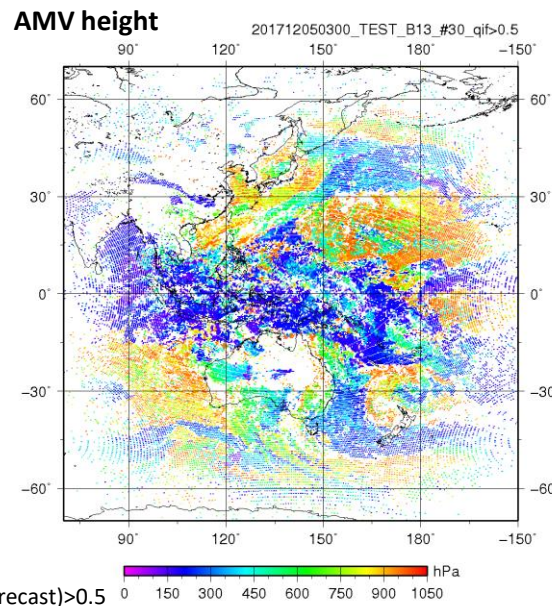 AMV height
201712050300_TEST_B13_#30_qif>0.5
90° 120° 150° 180° −150°
60° 60°
30° 30°
0° 0°
−30° −30°
−60° −60°
90° 120° 150° 180° −150°
hPa
recast)>0.5
0 150 300 450 600 750 900 1050